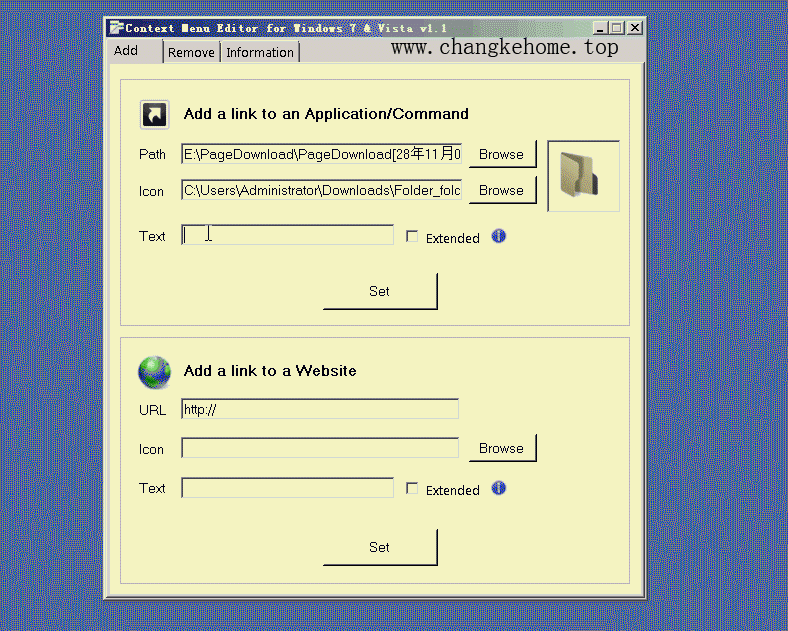 Context Menu Editor for Windows 7 & Vista v1.1
Add Remove Information
www.changkehome.top
Add a link to an Application/Command
Path E:\PageDownload\PageDownload[28年11月0 Browse
Icon C:\Users\Administrator\Downloads\Folder_folc Browse
Text Extended
Set
Add a link to a Website
URL http://
Icon Browse
Text Extended
Set